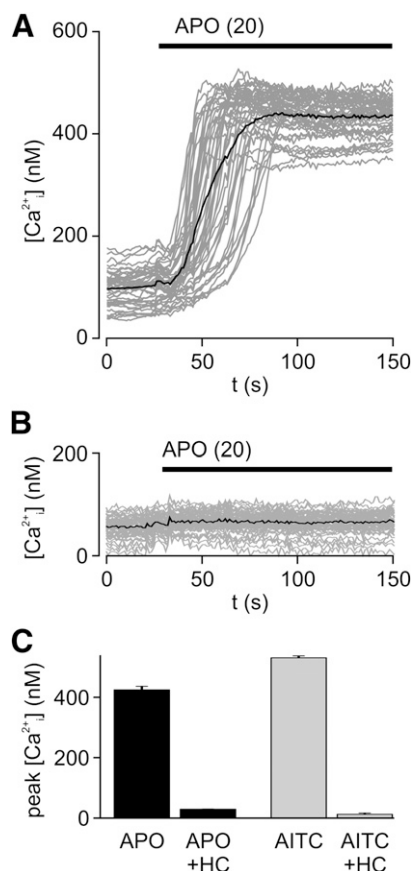 A
APO (20)
600
400
200
0
[Ca²⁺ᵢ] (nM)
0 50 100 150
t (s)
B
APO (20)
200
0
[Ca²⁺ᵢ] (nM)
0 50 100 150
t (s)
C
400
200
0
peak [Ca²⁺ᵢ] (nM)
APO APO AITC AITC
+HC +HC